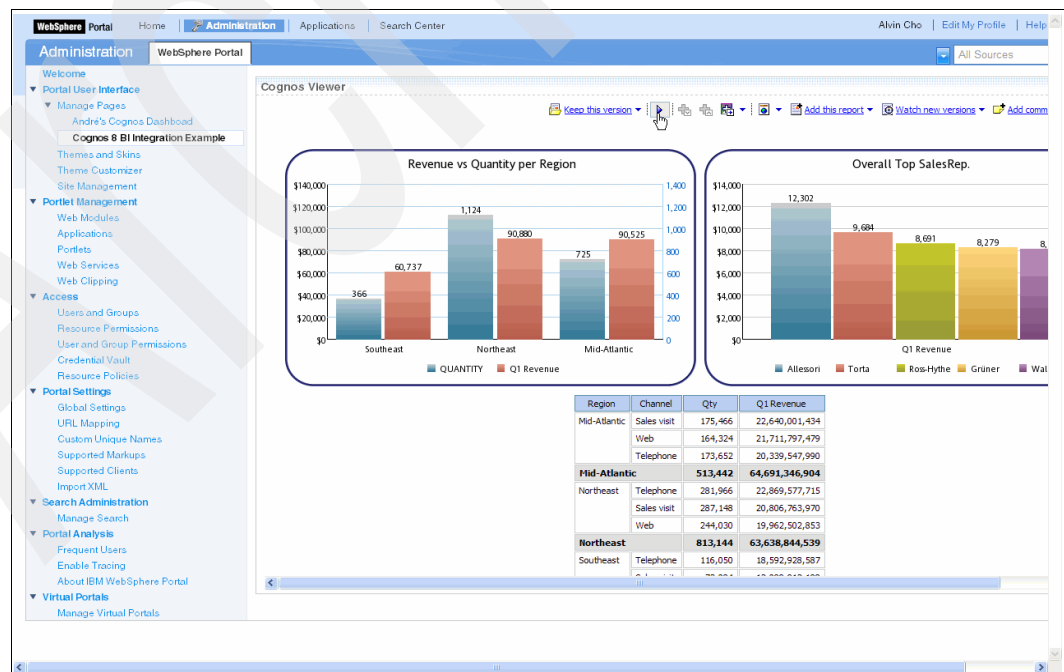 WebSphere Portal Home Administration Applications Search Center Alvin Cho Edit My Profile Help
Administration WebSphere Portal All Sources
Welcome
Portal User Interface
Manage Pages
André's Cognos Dashboad
Cognos 8 BI Integration Example
Themes and Skins
Theme Customizer
Site Management
Portlet Management
Web Modules
Applications
Portlets
Web Services
Web Clipping
Access
Users and Groups
Resource Permissions
User and Group Permissions
Credential Vault
Resource Policies
Portal Settings
Global Settings
URL Mapping
Custom Unique Names
Supported Markups
Supported Clients
Import XML
Search Administration
Manage Search
Portal Analysis
Frequent Users
Enable Tracing
About IBM WebSphere Portal
Virtual Portals
Manage Virtual Portals
Cognos Viewer
Keep this version Add this report Watch new versions Add comm
Revenue vs Quantity per Region
$140,000 1,400
$120,000 1,200
$100,000 1,000
$80,000 800
$60,000 600
$40,000 400
$20,000 200
$0 0
366 60,737 1,124 90,880 725 90,525
Southeast Northeast Mid-Atlantic
QUANTITY Q1 Revenue
Overall Top SalesRep.
$14,000
$12,000
$10,000
$8,000
$6,000
$4,000
$2,000
$0
12,302 9,684 8,691 8,279 8,
Q1 Revenue
Allessori Torta Ross-Hythe Grüner Wal
Region Channel Qty Q1 Revenue
Mid-Atlantic Sales visit 175,466 22,640,001,434
Web 164,324 21,711,797,479
Telephone 173,652 20,339,547,990
Mid-Atlantic 513,442 64,691,346,904
Northeast Telephone 281,966 22,869,577,715
Sales visit 287,148 20,806,763,970
Web 244,030 19,962,502,853
Northeast 813,144 63,638,844,539
Southeast Telephone 116,050 18,592,928,587